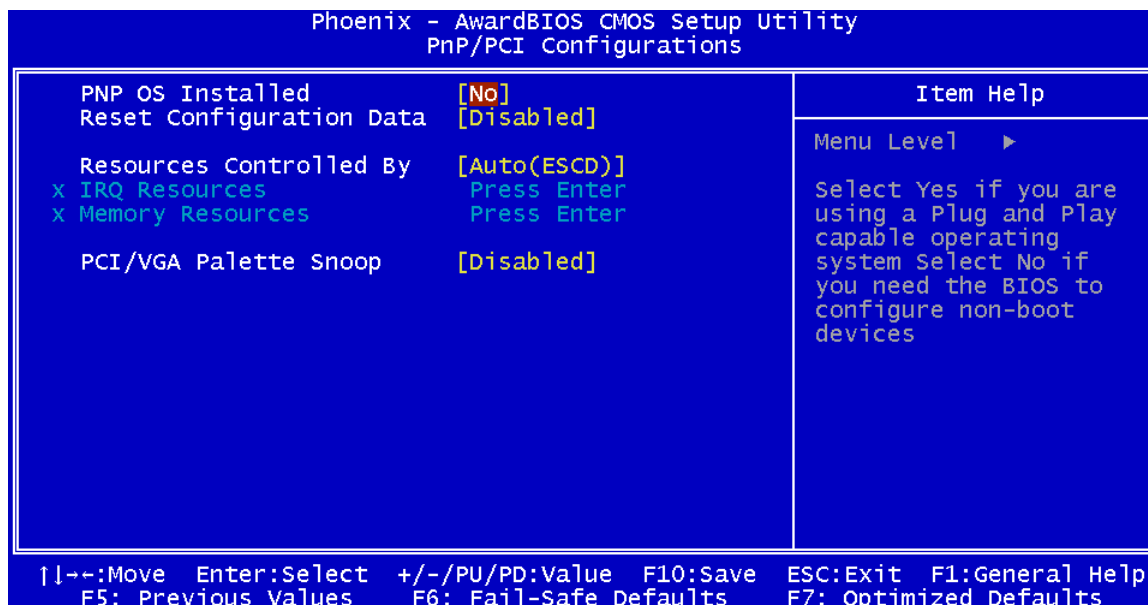 Phoenix - AwardBIOS CMOS Setup Utility
PnP/PCI Configurations
PNP OS Installed [No]
Reset Configuration Data [Disabled]
Resources Controlled By [Auto(ESCD)]
x IRQ Resources Press Enter
x Memory Resources Press Enter
PCI/VGA Palette Snoop [Disabled]
Item Help
Menu Level ►
Select Yes if you are
using a Plug and Play
capable operating
system Select No if
you need the BIOS to
configure non-boot
devices
↑↓→←:Move Enter:Select +/-/PU/PD:Value F10:Save ESC:Exit F1:General Help
F5: Previous Values F6: Fail-Safe Defaults F7: Optimized Defaults